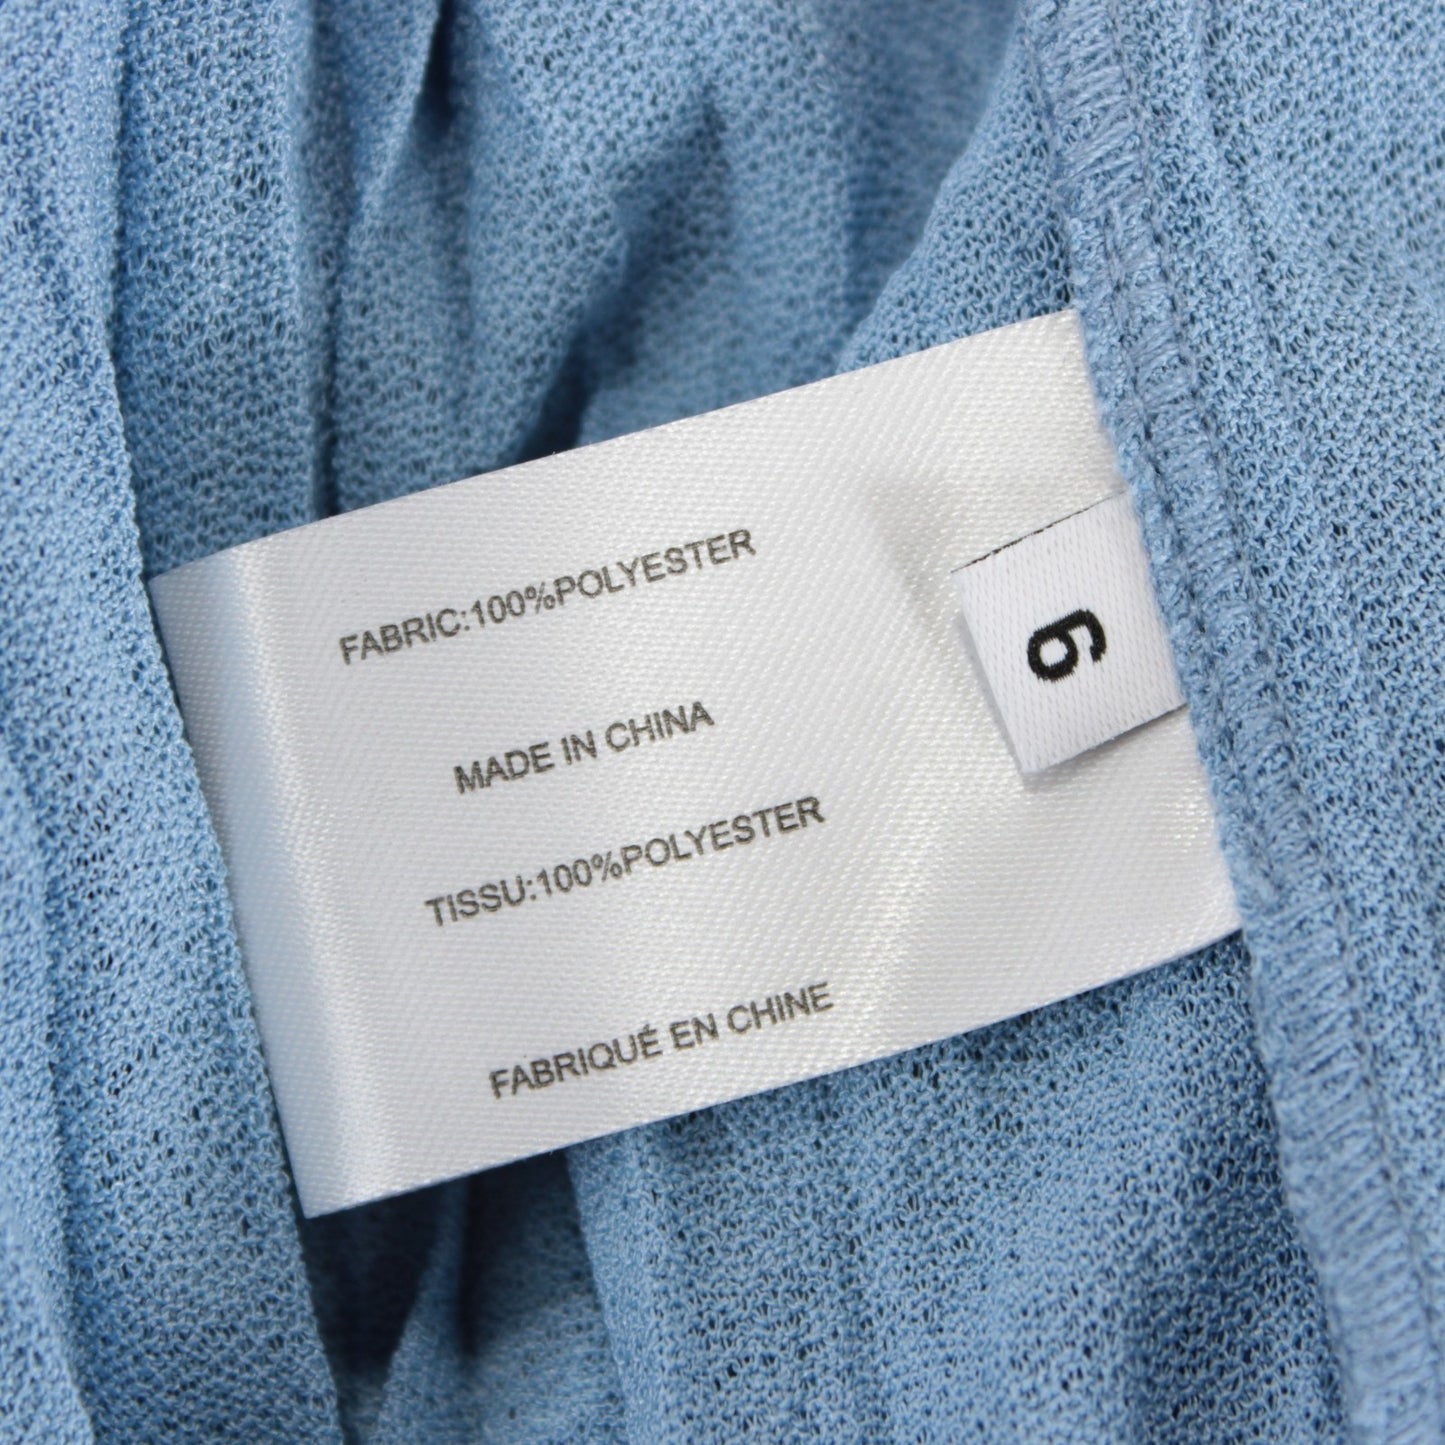 FABRIC:100%POLYESTER
MADE IN CHINA
TISSU:100%POLYESTER
FABRIQUÉ EN CHINE
6